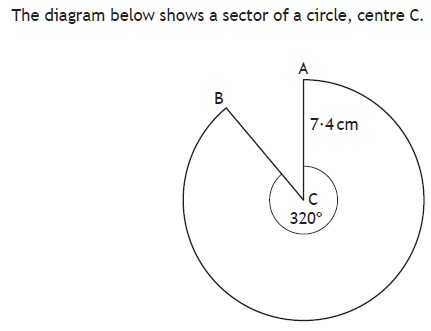 The diagram below shows a sector of a circle, centre C.
A
B
7·4 cm
C
320°